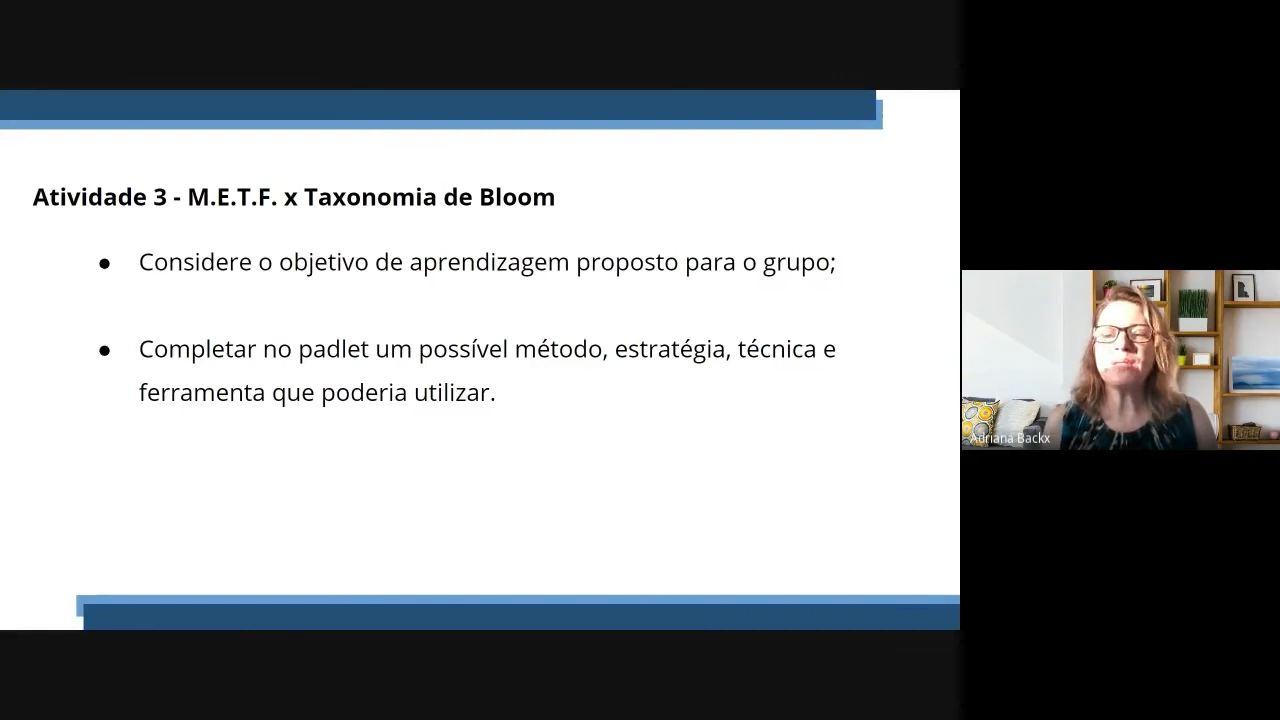 Atividade 3 - M.E.T.F. x Taxonomia de Bloom
● Considere o objetivo de aprendizagem proposto para o grupo;
● Completar no padlet um possível método, estratégia, técnica e
ferramenta que poderia utilizar.
Adriana Backx